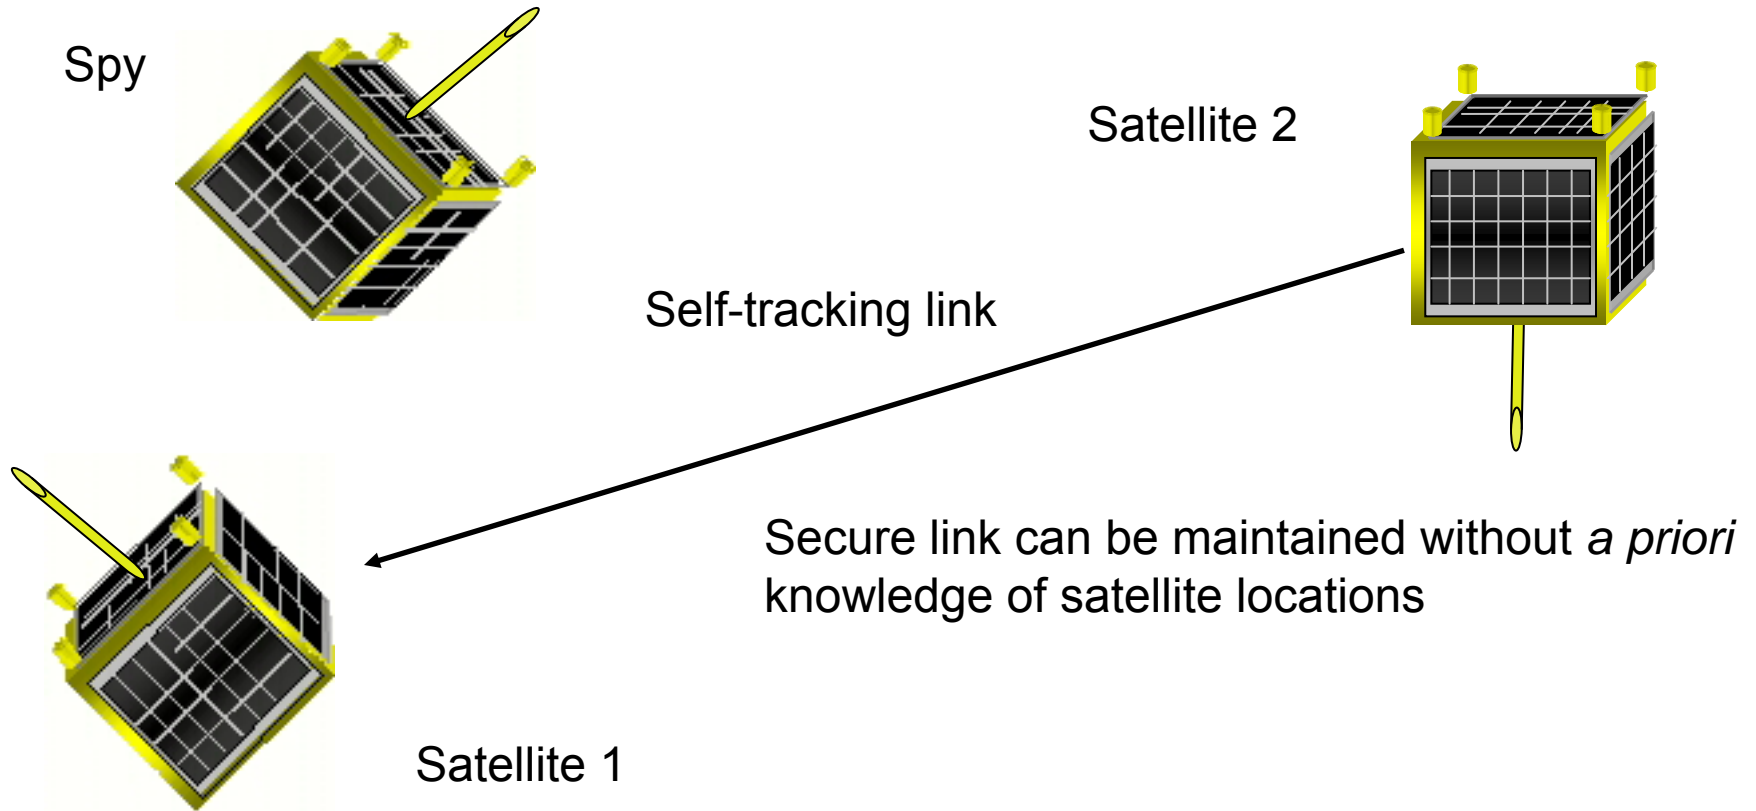 Spy
Satellite 2
Self-tracking link
Secure link can be maintained without a priori
knowledge of satellite locations
Satellite 1